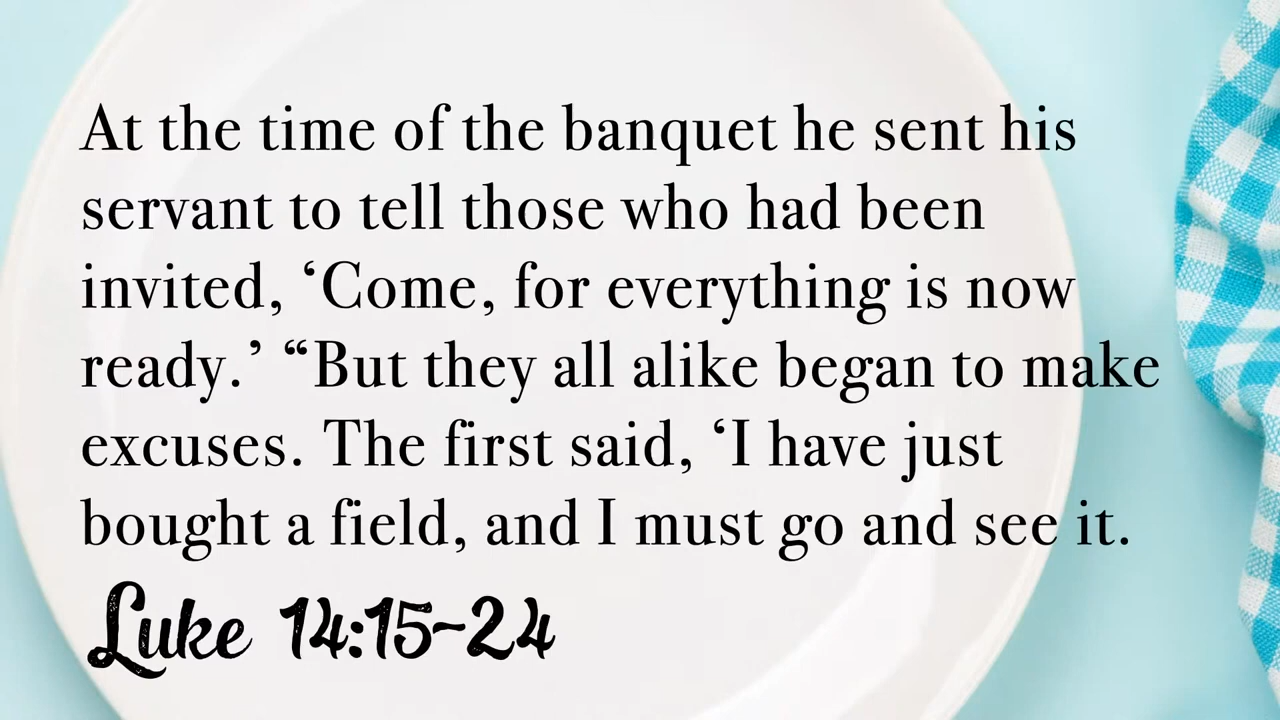 At the time of the banquet he sent his
servant to tell those who had been
invited, ‘Come, for everything is now
ready.’ “But they all alike began to make
excuses. The first said, ‘I have just
bought a field, and I must go and see it.
Luke 14:15~24